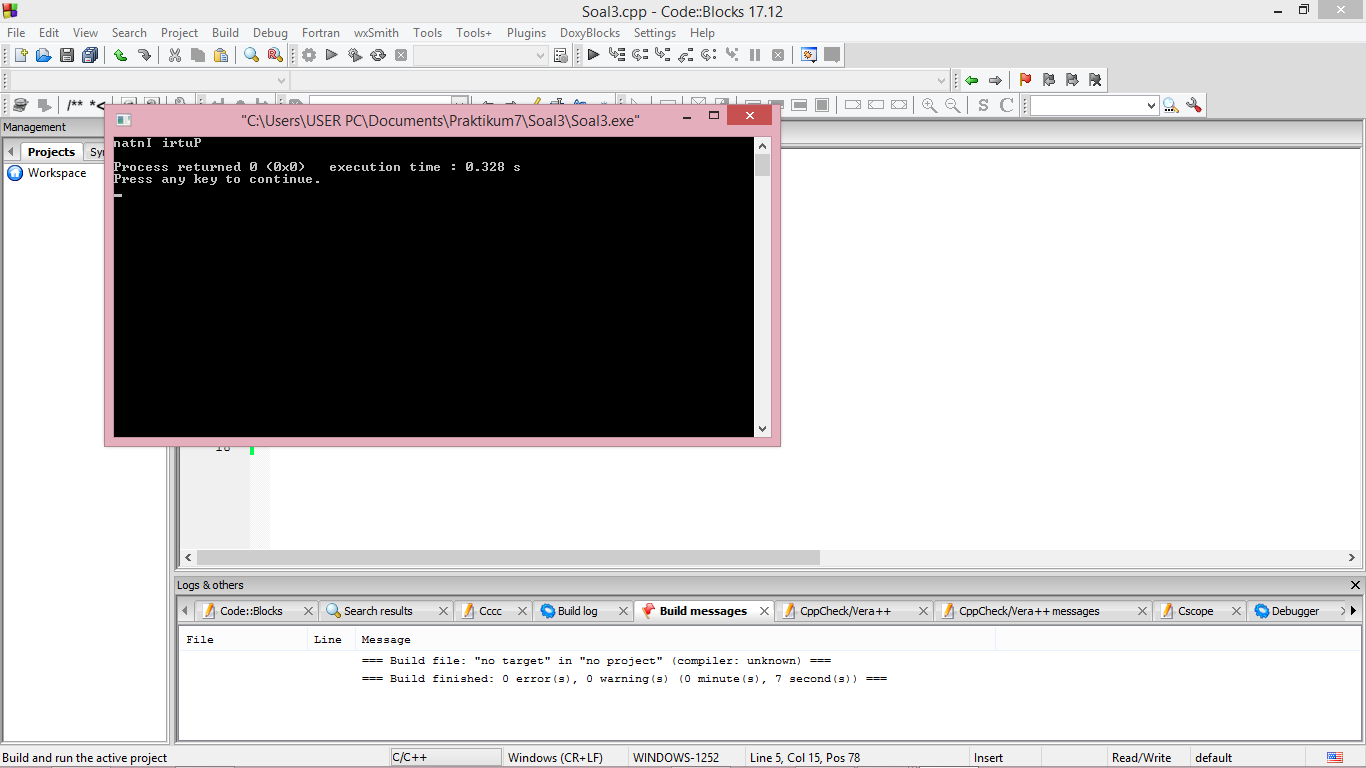 Soal3.cpp - Code::Blocks 17.12
File Edit View Search Project Build Debug Fortran wxSmith Tools Tools+ Plugins DoxyBlocks Settings Help
/** *<
S C
Management
Projects Sy
Workspace
"C:\Users\USER PC\Documents\Praktikum7\Soal3\Soal3.exe"
natnI irtuP
Process returned 0 (0x0)   execution time : 0.328 s
Press any key to continue.
Logs & others
Code::Blocks Search results Cccc Build log Build messages CppCheck/Vera++ CppCheck/Vera++ messages Cscope Debugger
File Line Message
=== Build file: "no target" in "no project" (compiler: unknown) ===
=== Build finished: 0 error(s), 0 warning(s) (0 minute(s), 7 second(s)) ===
Build and run the active project C/C++ Windows (CR+LF) WINDOWS-1252 Line 5, Col 15, Pos 78 Insert Read/Write default